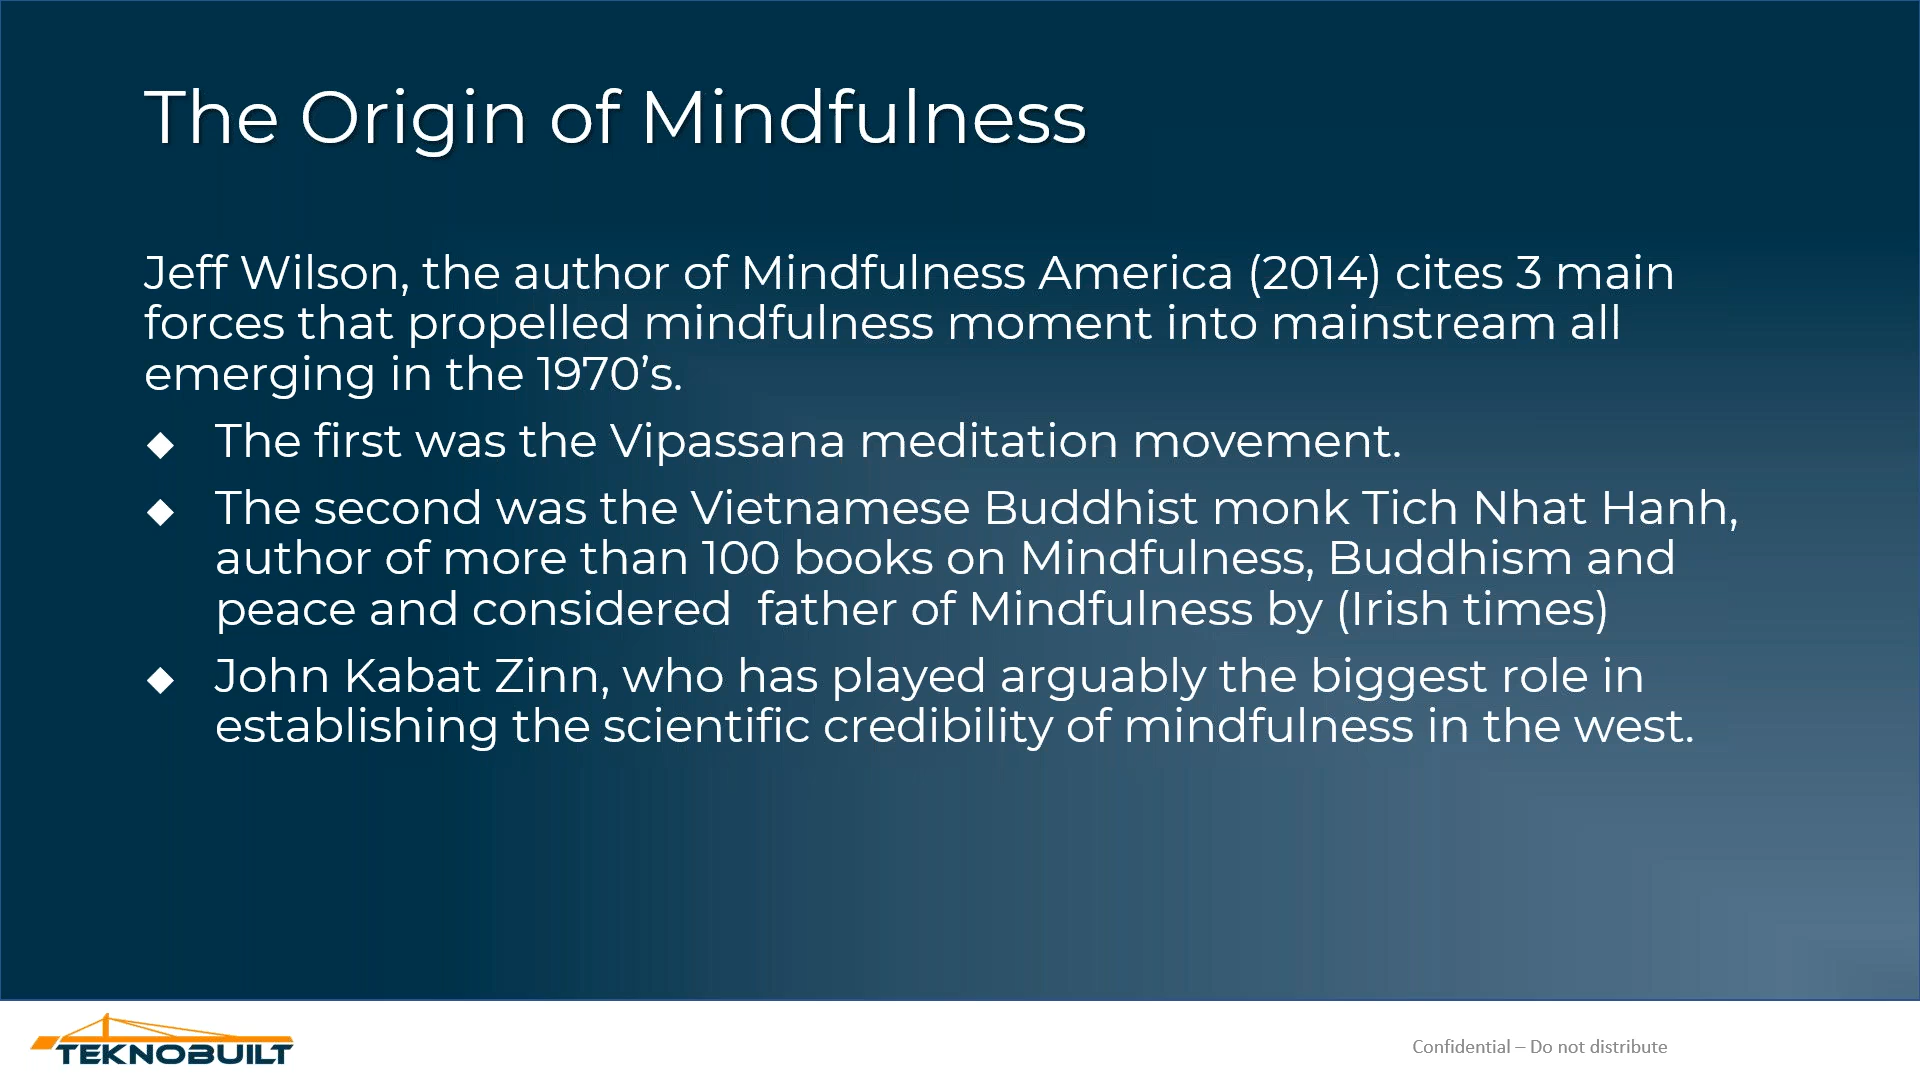 The Origin of Mindfulness
Jeff Wilson, the author of Mindfulness America (2014) cites 3 main
forces that propelled mindfulness moment into mainstream all
emerging in the 1970’s.
◆ The first was the Vipassana meditation movement.
◆ The second was the Vietnamese Buddhist monk Tich Nhat Hanh,
author of more than 100 books on Mindfulness, Buddhism and
peace and considered  father of Mindfulness by (Irish times)
◆ John Kabat Zinn, who has played arguably the biggest role in
establishing the scientific credibility of mindfulness in the west.
TEKNOBUILT
Confidential – Do not distribute